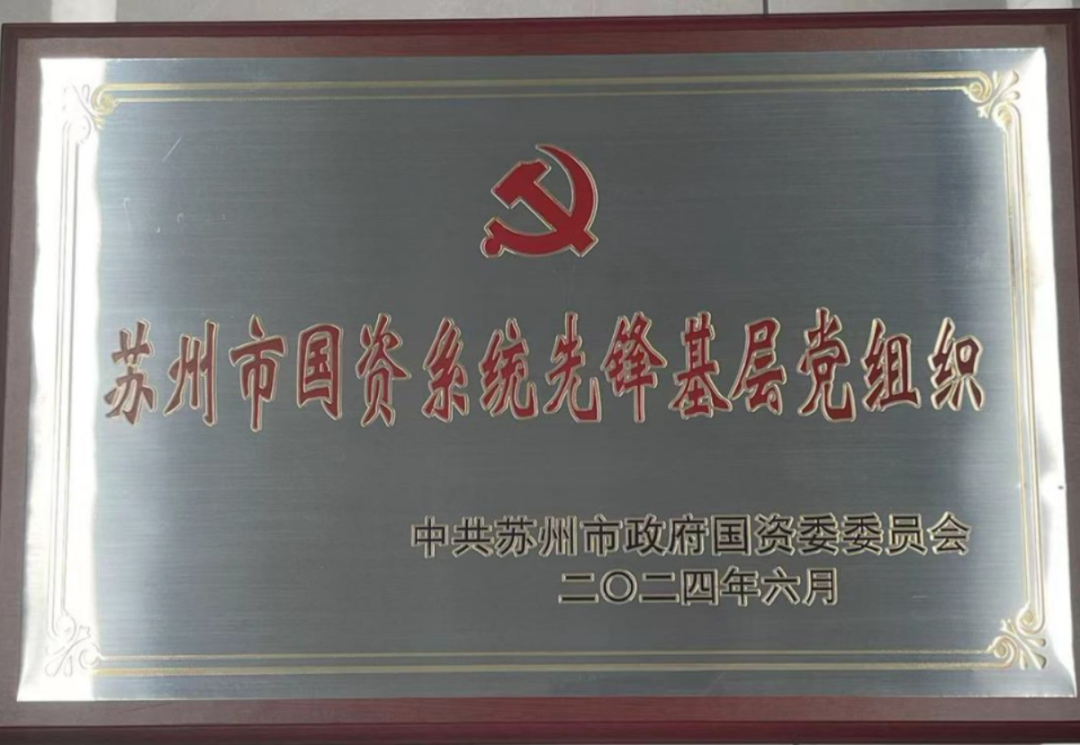 苏州市国资系统先锋基层党组织
中共苏州市政府国资委委员会
二〇二四年六月